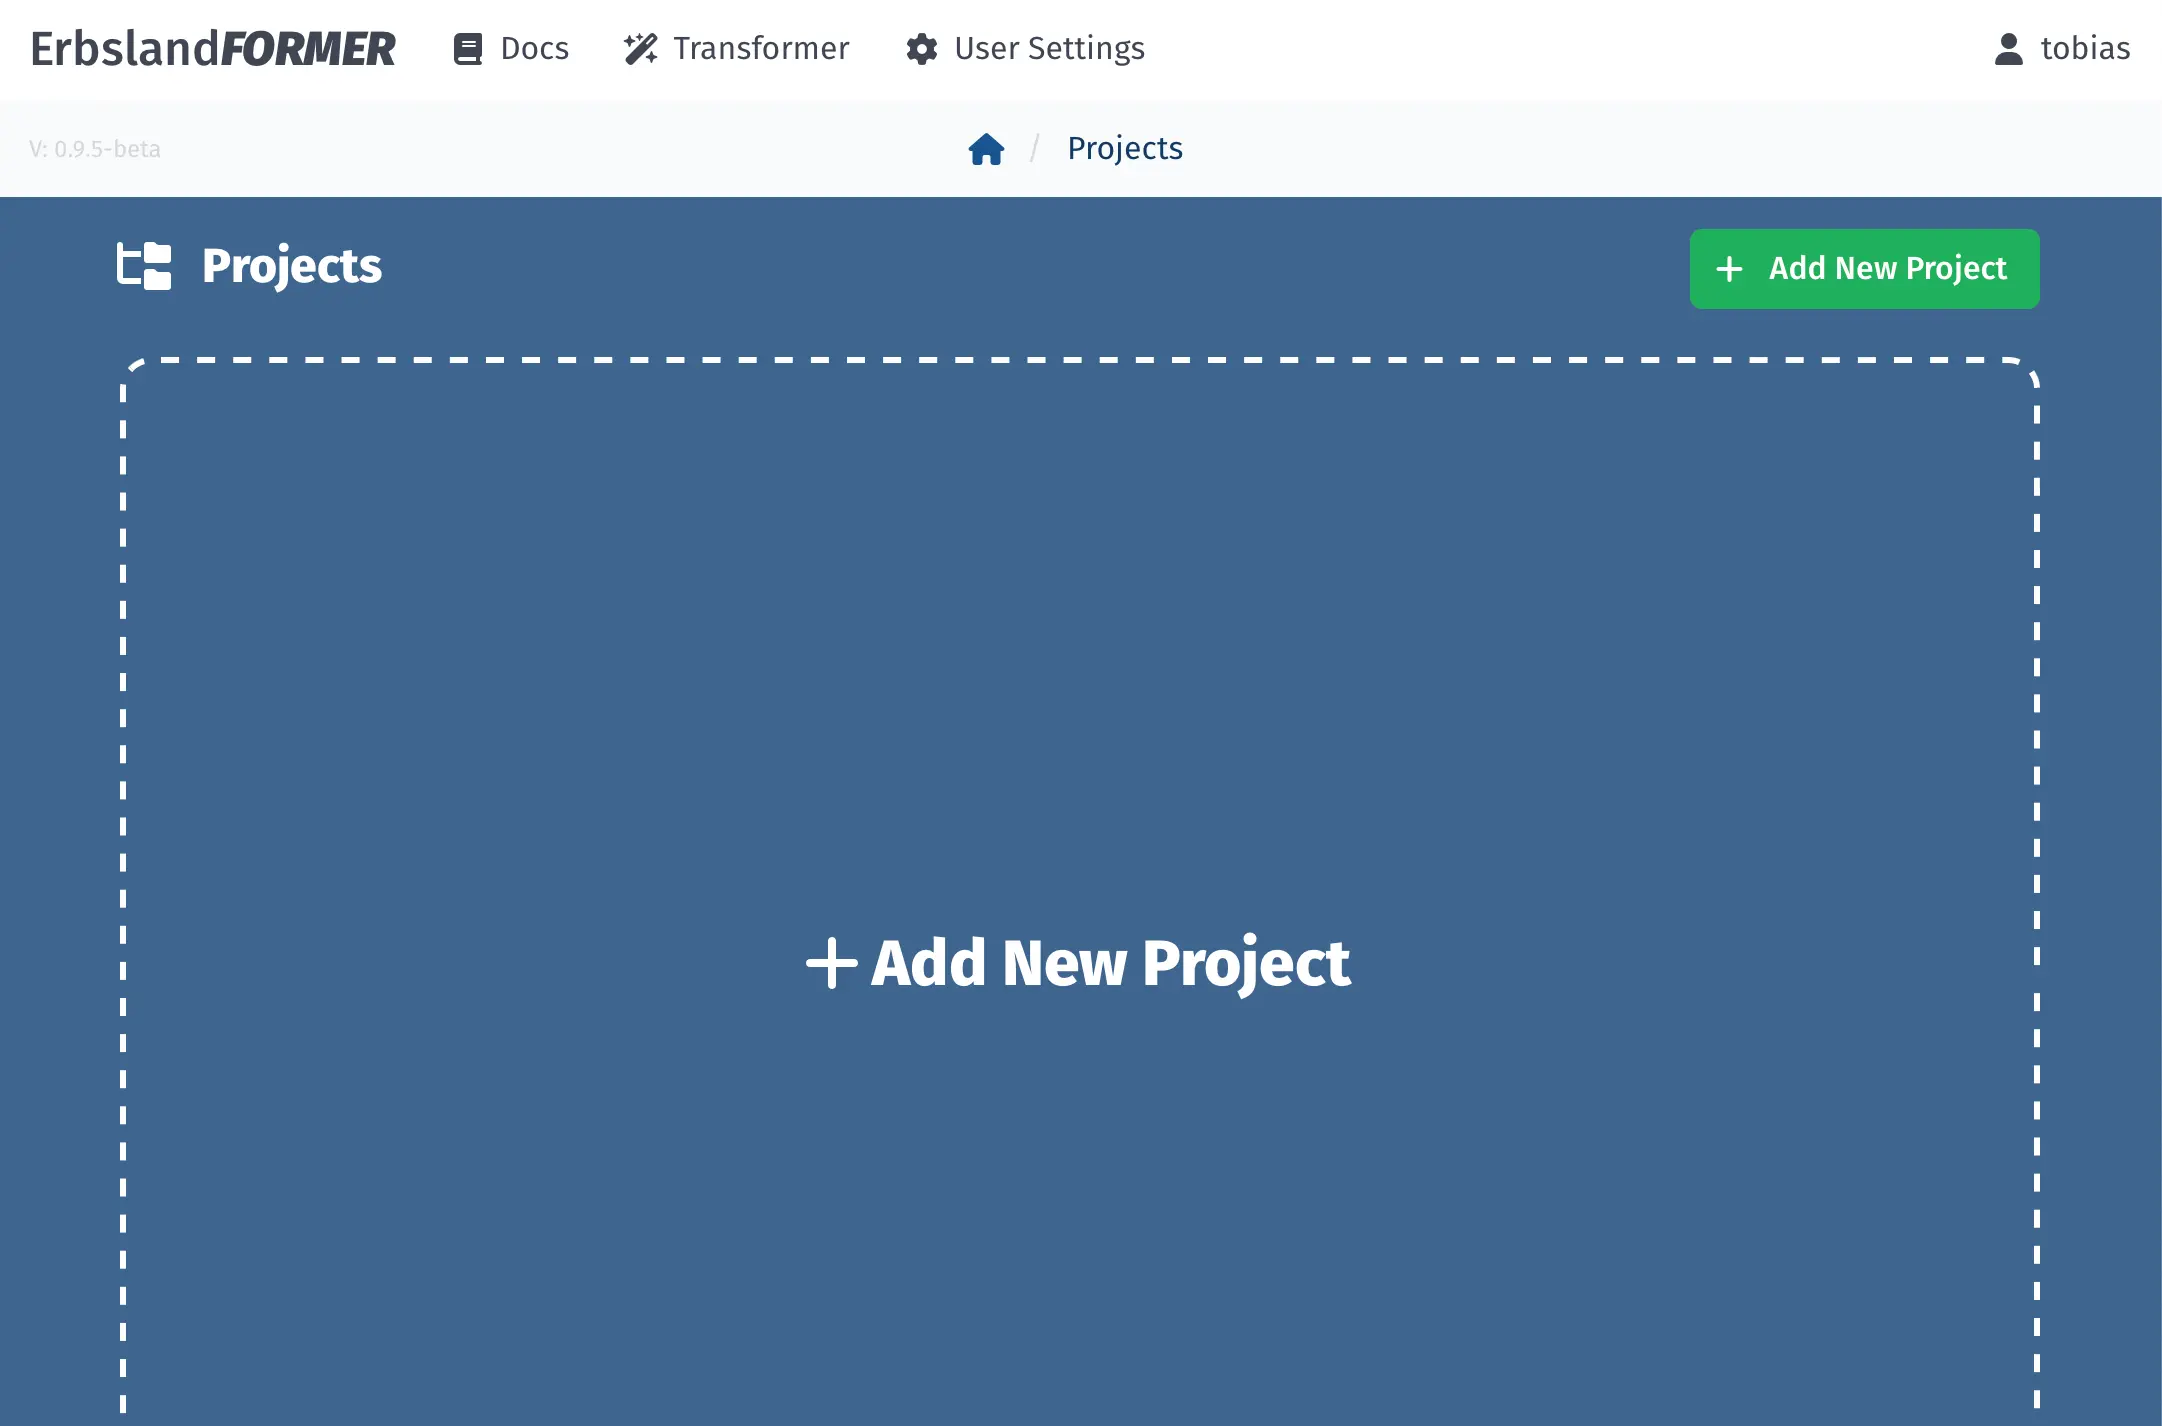 ErbslandFORMER Docs Transformer User Settings tobias
V: 0.9.5-beta / Projects
Projects + Add New Project
+ Add New Project